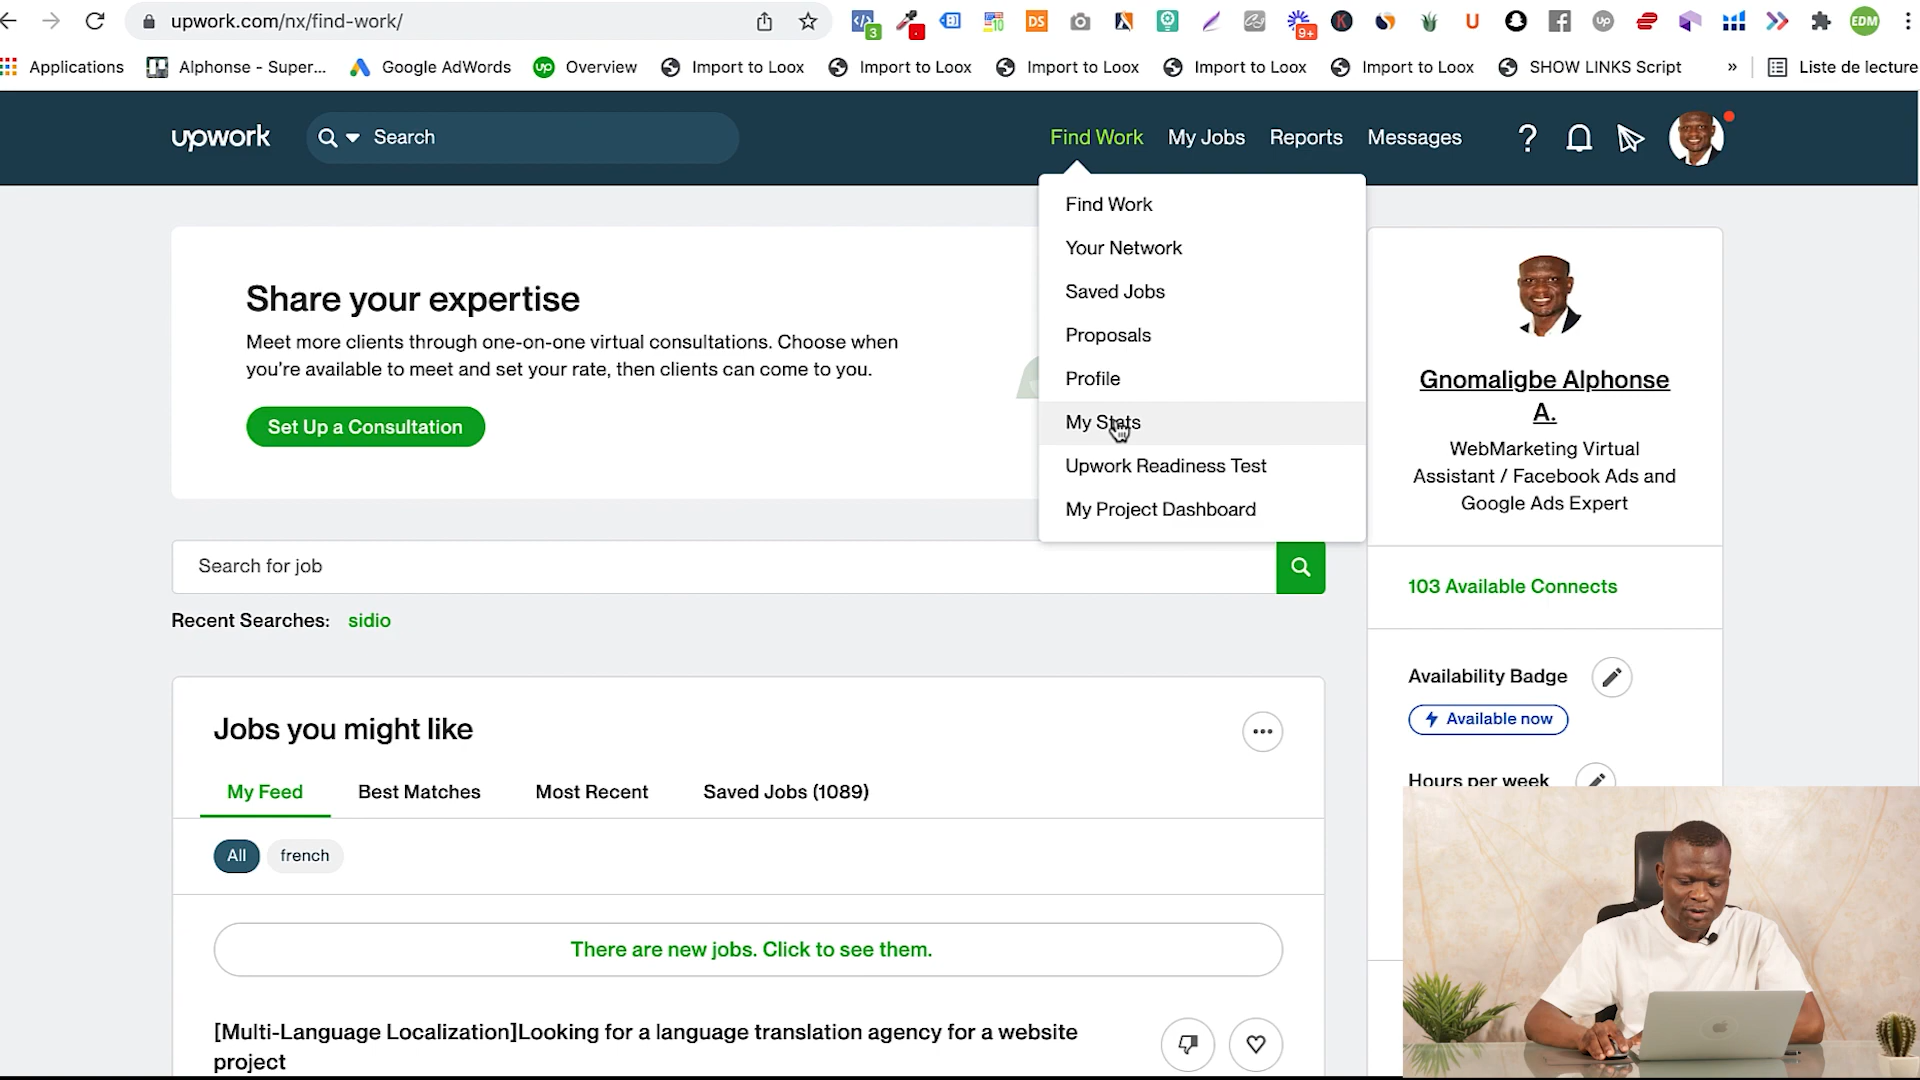 upwork.com/nx/find-work/
3
DS
9+
EDM
Applications
Alphonse - Super...
Google AdWords
up
Overview
Import to Loox
Import to Loox
Import to Loox
Import to Loox
Import to Loox
SHOW LINKS Script
»
Liste de lecture
upwork
Search
Find Work
My Jobs
Reports
Messages
?
Find Work
Your Network
Saved Jobs
Proposals
Profile
My Stats
Upwork Readiness Test
My Project Dashboard
Share your expertise
Meet more clients through one-on-one virtual consultations. Choose when
you're available to meet and set your rate, then clients can come to you.
Set Up a Consultation
Gnomaligbe Alphonse
A.
WebMarketing Virtual
Assistant / Facebook Ads and
Google Ads Expert
103 Available Connects
Search for job
Recent Searches: sidio
Availability Badge
Available now
Hours per week
Jobs you might like
My Feed
Best Matches
Most Recent
Saved Jobs (1089)
All
french
There are new jobs. Click to see them.
[Multi-Language Localization]Looking for a language translation agency for a website
project